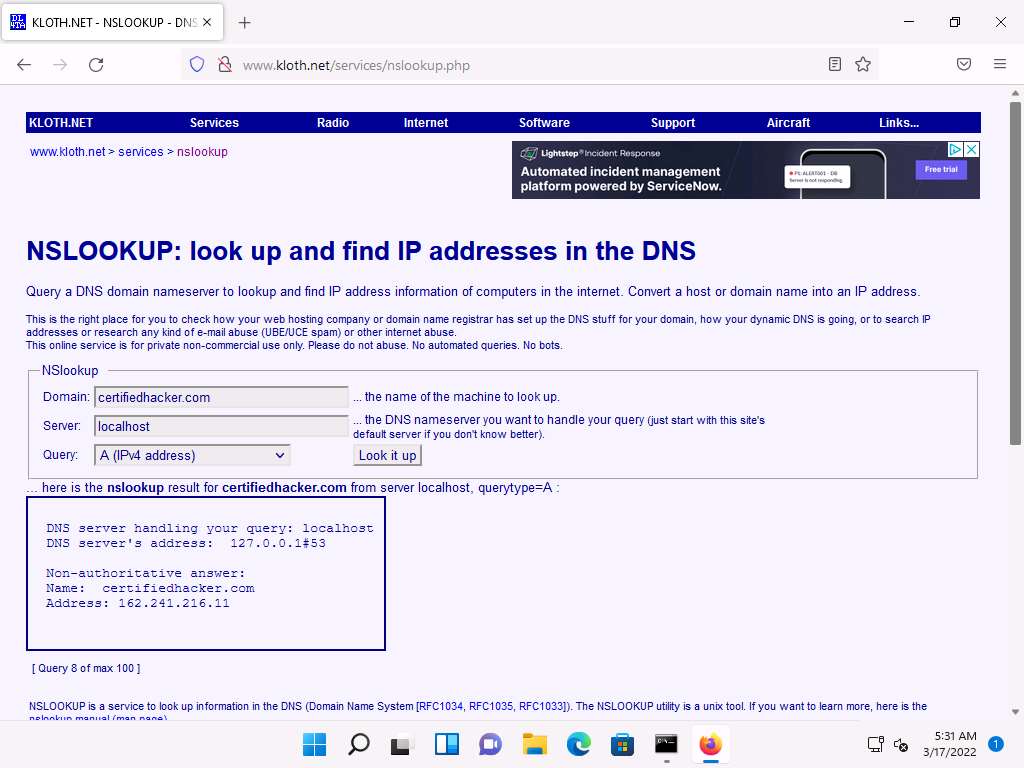 KLOTH.NET - NSLOOKUP - DNS
www.kloth.net/services/nslookup.php
KLOTH.NET Services Radio Internet Software Support Aircraft Links...
www.kloth.net > services > nslookup
Lightstep Incident Response
Automated incident management
platform powered by ServiceNow.
P1: ALERT001 - DB
Server is not responding
Free trial
NSLOOKUP: look up and find IP addresses in the DNS
Query a DNS domain nameserver to lookup and find IP address information of computers in the internet. Convert a host or domain name into an IP address.
This is the right place for you to check how your web hosting company or domain name registrar has set up the DNS stuff for your domain, how your dynamic DNS is going, or to search IP
addresses or research any kind of e-mail abuse (UBE/UCE spam) or other internet abuse.
This online service is for private non-commercial use only. Please do not abuse. No automated queries. No bots.
NSlookup
Domain: certifiedhacker.com ... the name of the machine to look up.
Server: localhost ... the DNS nameserver you want to handle your query (just start with this site's
default server if you don't know better).
Query: A (IPv4 address) Look it up
... here is the nslookup result for certifiedhacker.com from server localhost, querytype=A :
DNS server handling your query: localhost
DNS server's address: 127.0.0.1#53
Non-authoritative answer:
Name: certifiedhacker.com
Address: 162.241.216.11
[ Query 8 of max 100 ]
NSLOOKUP is a service to look up information in the DNS (Domain Name System [RFC1034, RFC1035, RFC1033]). The NSLOOKUP utility is a unix tool. If you want to learn more, here is the
nslookup manual (man page).
5:31 AM
3/17/2022
1